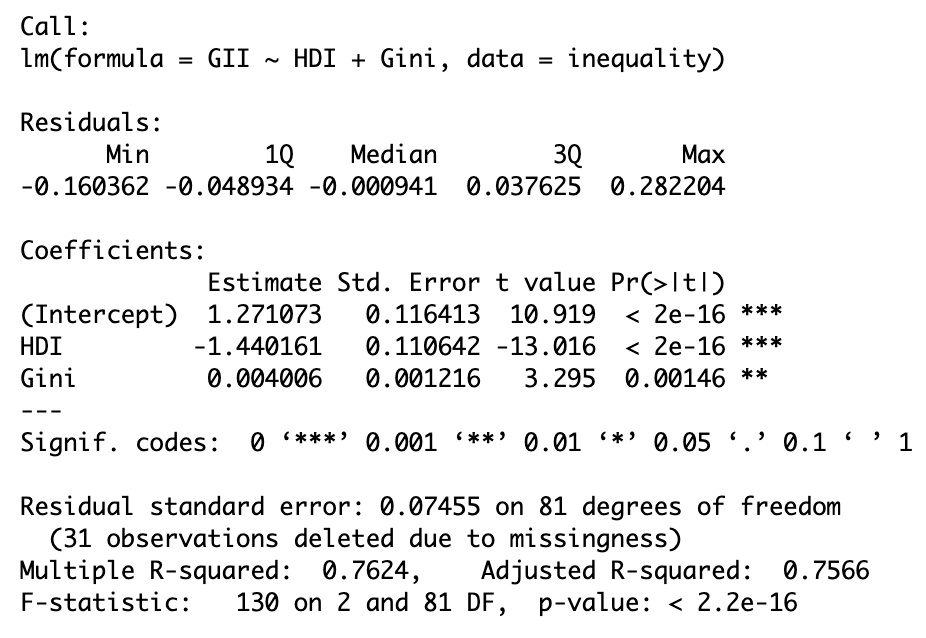 Call:
lm(formula = GII ~ HDI + Gini, data = inequality)
Residuals:
Min 1Q Median 3Q Max
-0.160362 -0.048934 -0.000941 0.037625 0.282204
Coefficients:
Estimate Std. Error t value Pr(>|t|)
(Intercept) 1.271073 0.116413 10.919 < 2e-16 ***
HDI -1.440161 0.110642 -13.016 < 2e-16 ***
Gini 0.004006 0.001216 3.295 0.00146 **
---
Signif. codes: 0 ‘***’ 0.001 ‘**’ 0.01 ‘*’ 0.05 ‘.’ 0.1 ‘ ’ 1
Residual standard error: 0.07455 on 81 degrees of freedom
(31 observations deleted due to missingness)
Multiple R-squared: 0.7624, Adjusted R-squared: 0.7566
F-statistic: 130 on 2 and 81 DF, p-value: < 2.2e-16